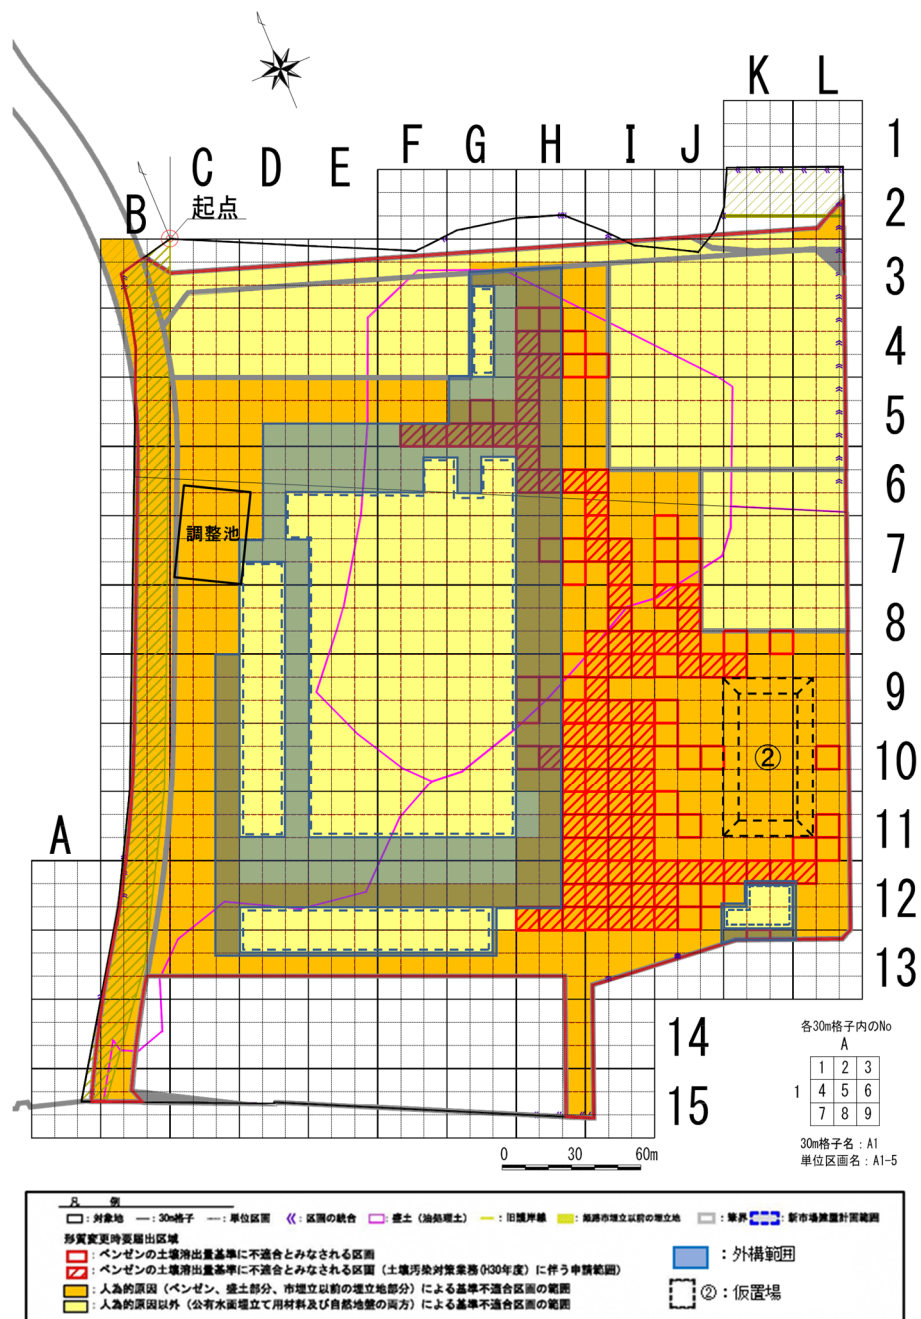 K L
F G H I J
C D E
B
起点
1
2
3
4
5
6
調整池
7
8
9
②
10
A
11
12
13
14
15
各30m格子内のNo
A
1 2 3
1 4 5 6
7 8 9
30m格子名：A1
単位区画名：A1-5
0 30 60m
凡 例
：対象地 ：30m格子 ：単位区画 ：区画の統合 ：盛土（油処理土） ：旧護岸線 ：姫路市埋立以前の埋立地 ：筆界 ：新市場建屋計画範囲
形質変更時要届出区域
：ベンゼンの土壌溶出量基準に不適合とみなされる区画
：ベンゼンの土壌溶出量基準に不適合とみなされる区画（土壌汚染対策業務(H30年度）に伴う申請範囲）
：人為的原因（ベンゼン、盛土部分、市埋立以前の埋立地部分）による基準不適合区画の範囲
：人為的原因以外（公有水面埋立て用材料及び自然地盤の両方）による基準不適合区画の範囲
：外構範囲
②：仮置場